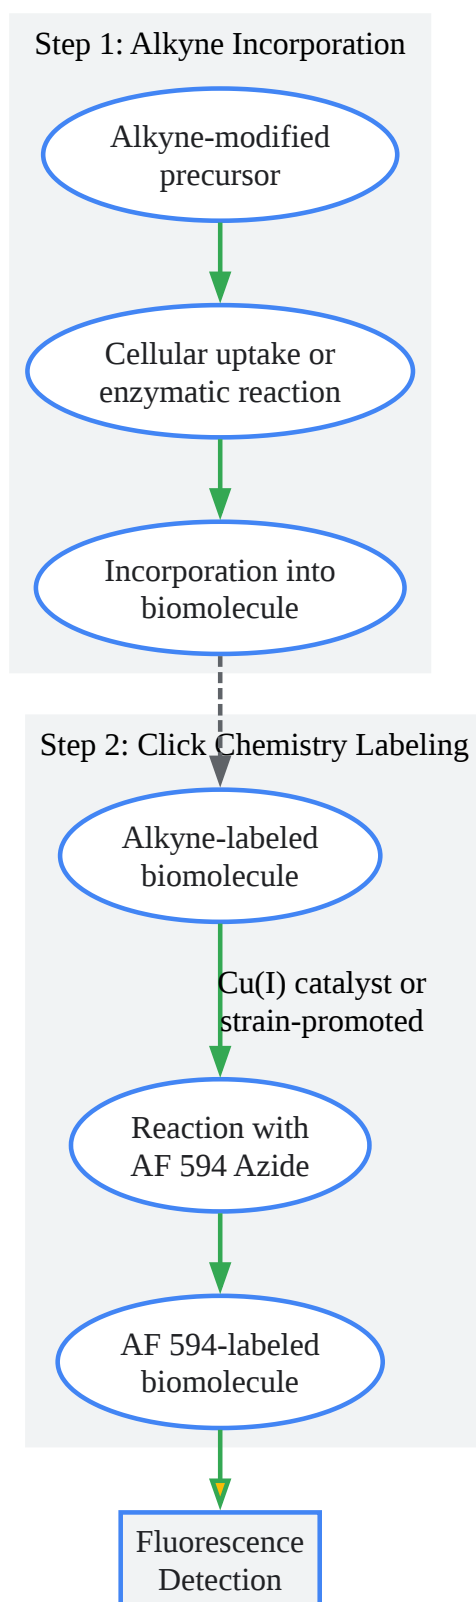 Step 1: Alkyne Incorporation
Alkyne-modified
precursor
Cellular uptake or
enzymatic reaction
Incorporation into
biomolecule
Step 2: Click Chemistry Labeling
Alkyne-labeled
biomolecule
Cu(I) catalyst or
strain-promoted
Reaction with
AF 594 Azide
AF 594-labeled
biomolecule
Fluorescence
Detection